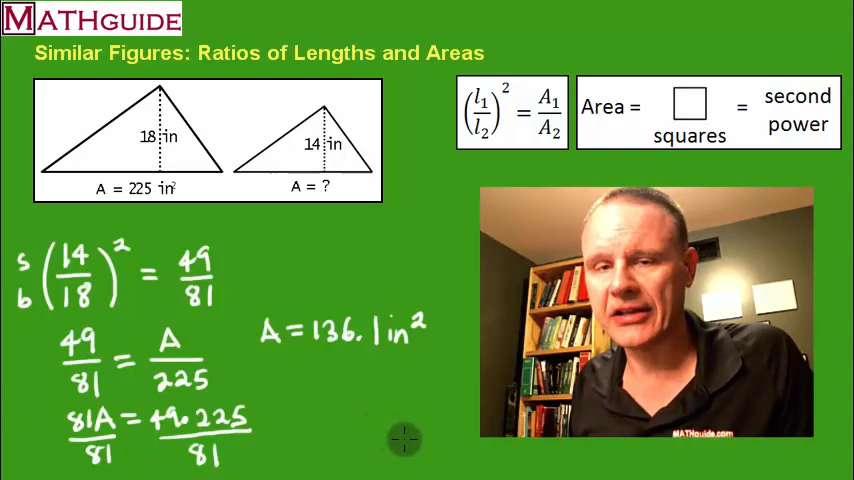 MATHGUIDE
Similar Figures: Ratios of Lengths and Areas
18 in
A = 225 in²
14 in
A = ?
(l₁/l₂)² = A₁/A₂
Area = □ squares = second power
s/b (14/18)² = 49/81
49/81 = A/225
81A/81 = 49·225/81
A = 136.1 in²
MATHguide.com